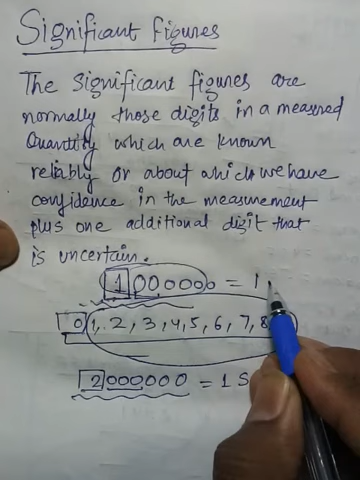 Significant figures
The significant figures are
normally those digits in a measured
Quantity which are known
reliably or about which we have
confidence in the measurement
plus one additional digit that
is uncertain.
1000000 = 1
0 1, 2, 3, 4, 5, 6, 7, 8
2000000 = 1 S